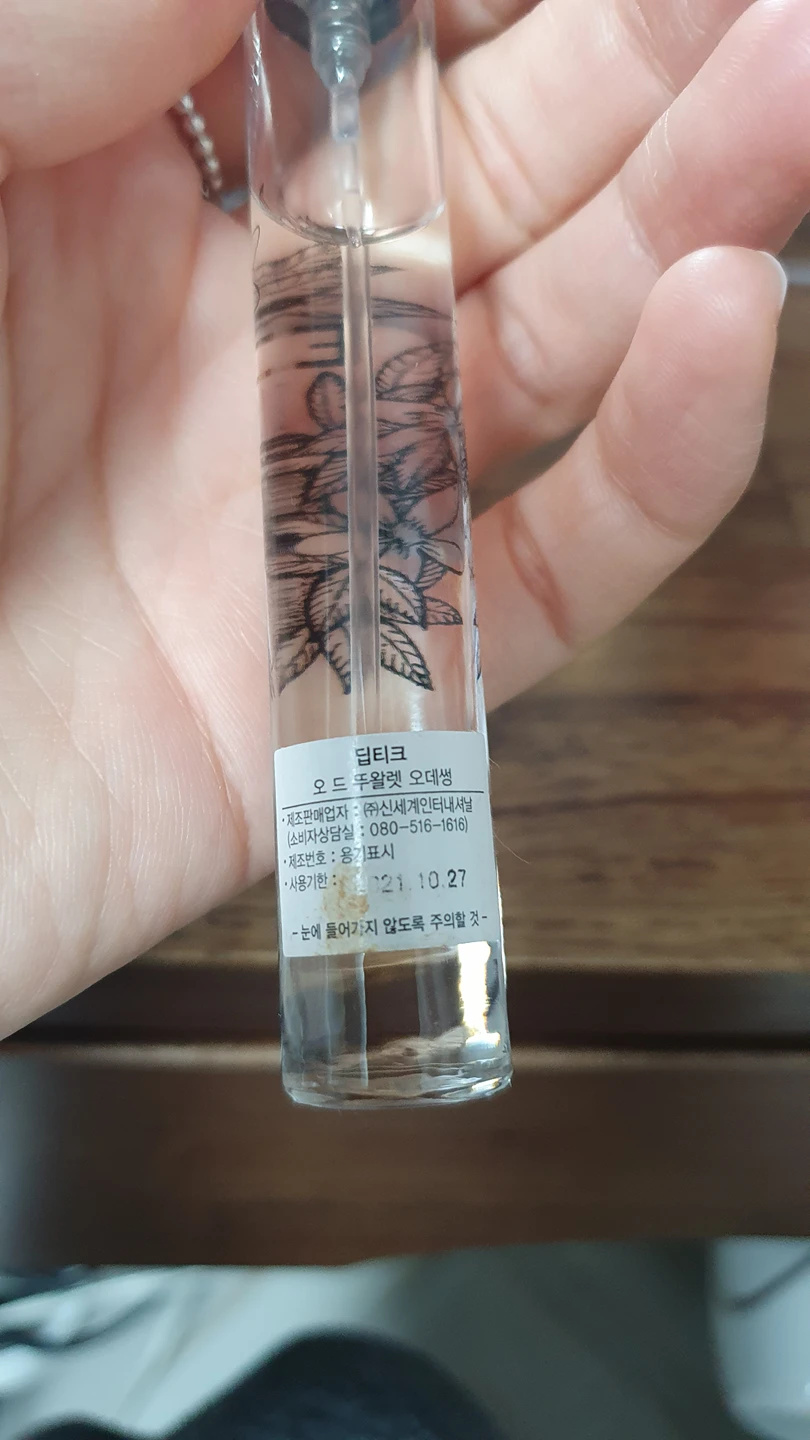 딥티크
오 드 뚜왈렛 오데썽
· 제조판매업자 : ㈜신세계인터내셔날
(소비자상담실 : 080-516-1616)
· 제조번호 : 용기표시
· 사용기한 : 2021.10.27
- 눈에 들어가지 않도록 주의할 것 -